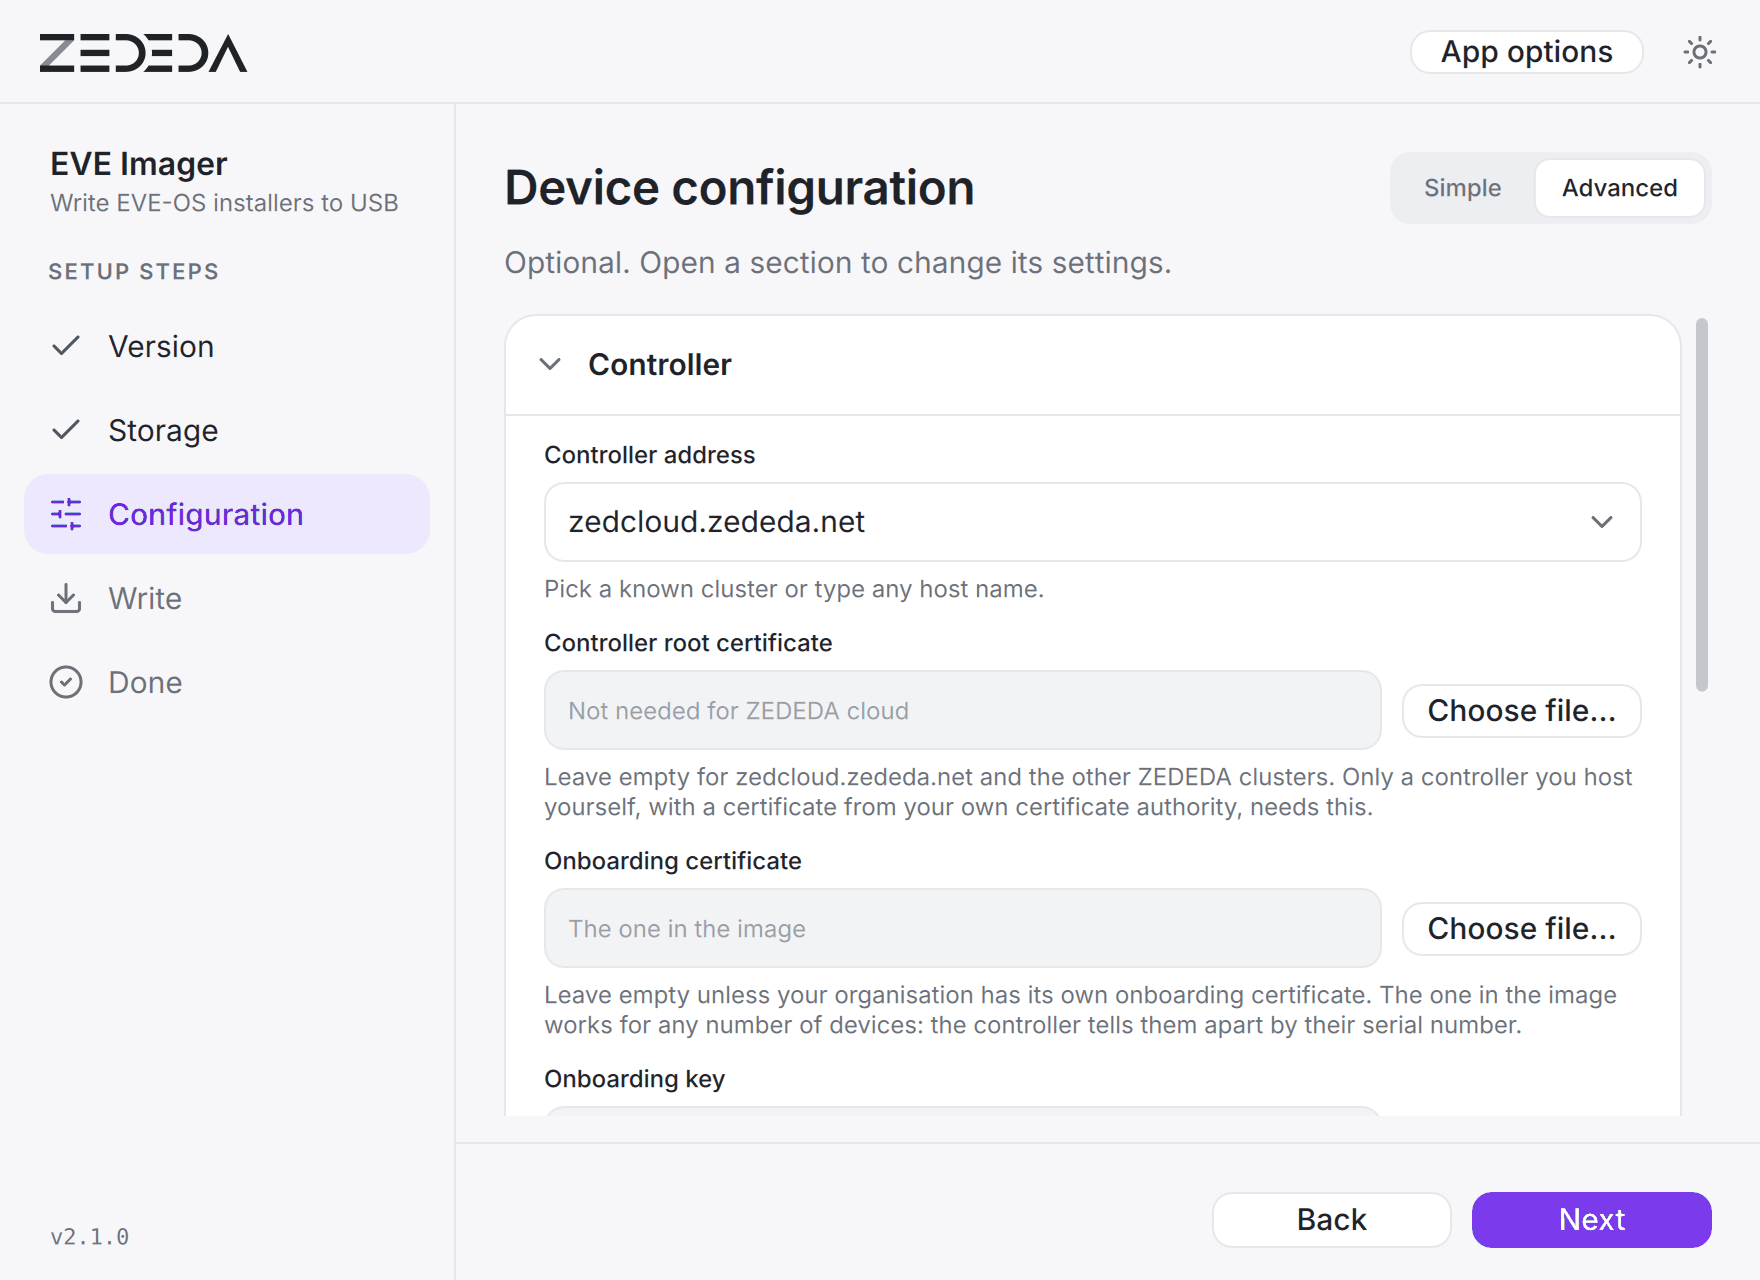 ZEDEDA
App options
EVE Imager
Write EVE-OS installers to USB
SETUP STEPS
Version
Storage
Configuration
Write
Done
v2.1.0
Device configuration
Simple
Advanced
Optional. Open a section to change its settings.
Controller
Controller address
zedcloud.zededa.net
Pick a known cluster or type any host name.
Controller root certificate
Not needed for ZEDEDA cloud
Choose file...
Leave empty for zedcloud.zededa.net and the other ZEDEDA clusters. Only a controller you host
yourself, with a certificate from your own certificate authority, needs this.
Onboarding certificate
The one in the image
Choose file...
Leave empty unless your organisation has its own onboarding certificate. The one in the image
works for any number of devices: the controller tells them apart by their serial number.
Onboarding key
Back
Next